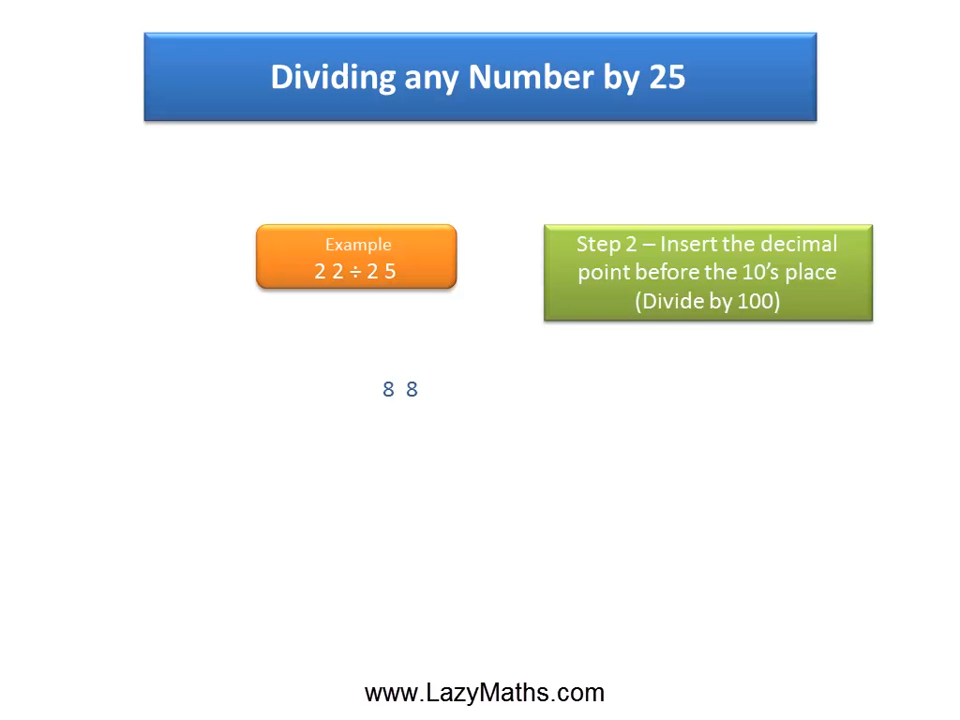 Dividing any Number by 25
Example
2 2 ÷ 2 5
Step 2 – Insert the decimal
point before the 10’s place
(Divide by 100)
8 8
www.LazyMaths.com